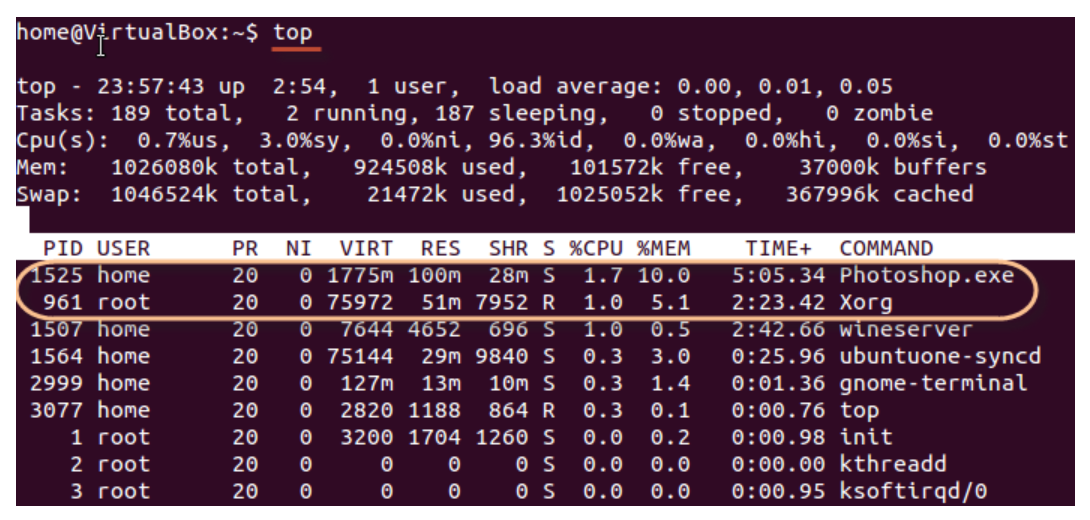 home@VirtualBox:~$ top
top - 23:57:43 up  2:54,  1 user,  load average: 0.00, 0.01, 0.05
Tasks: 189 total,   2 running, 187 sleeping,   0 stopped,   0 zombie
Cpu(s):  0.7%us,  3.0%sy,  0.0%ni, 96.3%id,  0.0%wa,  0.0%hi,  0.0%si,  0.0%st
Mem:   1026080k total,   924508k used,   101572k free,    37000k buffers
Swap:  1046524k total,    21472k used,  1025052k free,   367996k cached
PID USER      PR  NI  VIRT  RES  SHR S %CPU %MEM    TIME+  COMMAND
1525 home      20   0 1775m 100m  28m S  1.7 10.0   5:05.34 Photoshop.exe
961 root      20   0 75972  51m 7952 R  1.0  5.1   2:23.42 Xorg
1507 home      20   0  7644 4652  696 S  1.0  0.5   2:42.66 wineserver
1564 home      20   0 75144  29m 9840 S  0.3  3.0   0:25.96 ubuntuone-syncd
2999 home      20   0  127m  13m  10m S  0.3  1.4   0:01.36 gnome-terminal
3077 home      20   0  2820 1188  864 R  0.3  0.1   0:00.76 top
1 root      20   0  3200 1704 1260 S  0.0  0.2   0:00.98 init
2 root      20   0     0    0    0 S  0.0  0.0   0:00.00 kthreadd
3 root      20   0     0    0    0 S  0.0  0.0   0:00.95 ksoftirqd/0